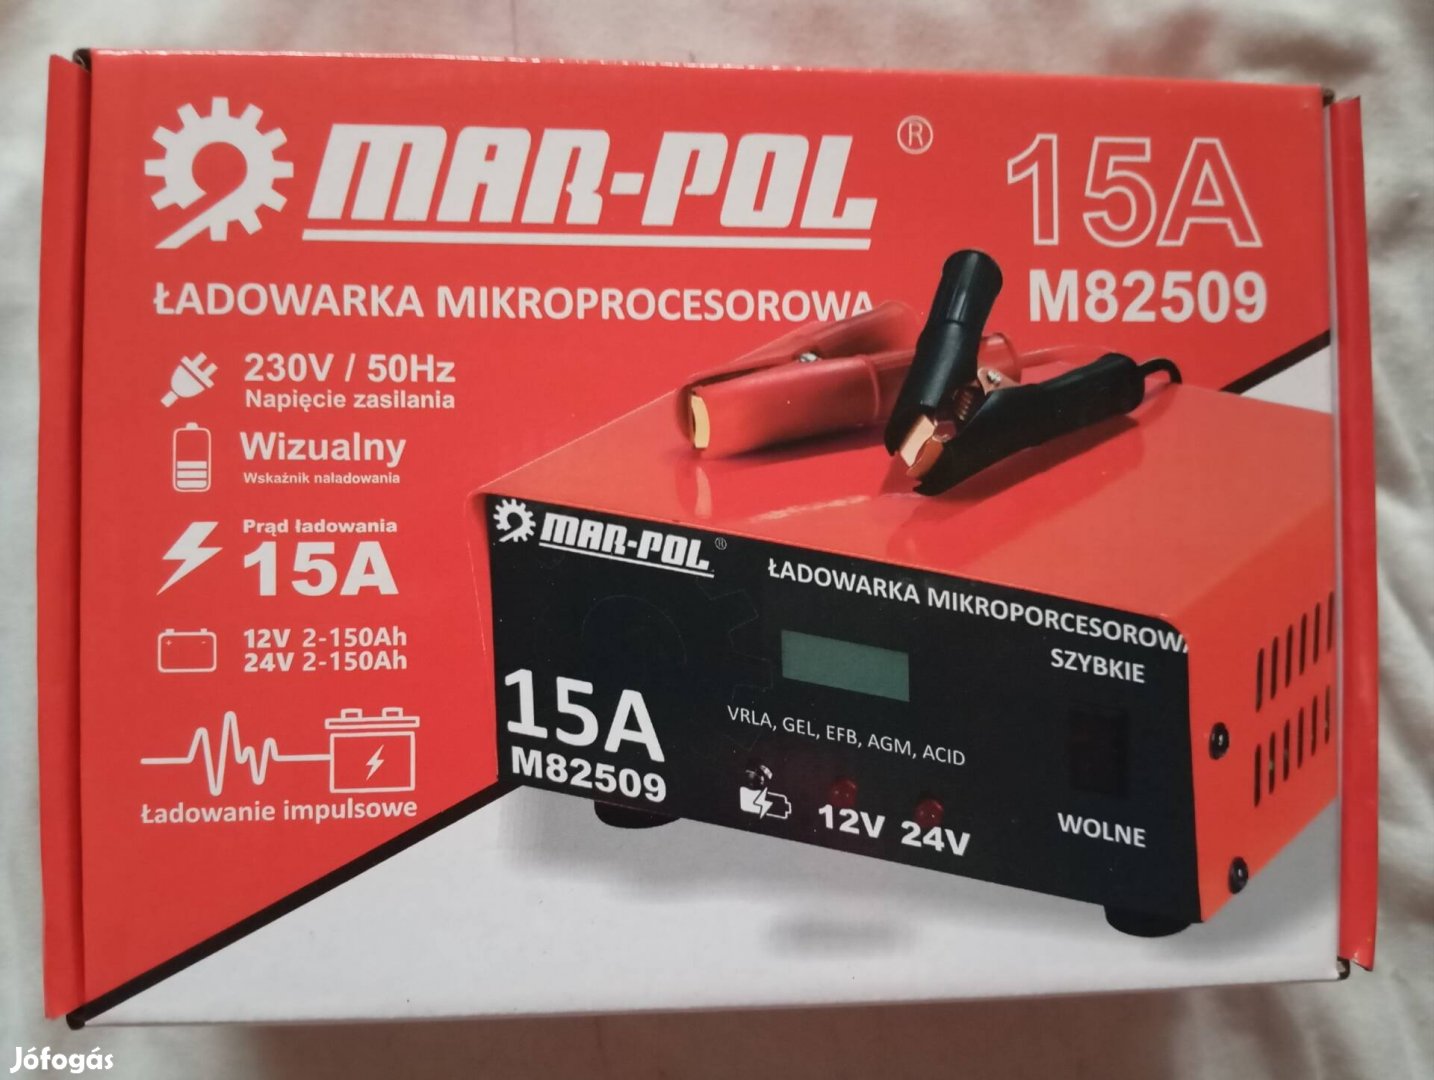 MAR-POL ®
15A
M82509
ŁADOWARKA MIKROPROCESOROWA
230V / 50Hz
Napięcie zasilania
Wizualny
Wskaźnik naładowania
Prąd ładowania
15A
12V 2-150Ah
24V 2-150Ah
Ładowanie impulsowe
MAR-POL ®
ŁADOWARKA MIKROPORCESOROWA
SZYBKIE
15A
M82509
VRLA, GEL, EFB, AGM, ACID
12V 24V
WOLNE
Jófogás